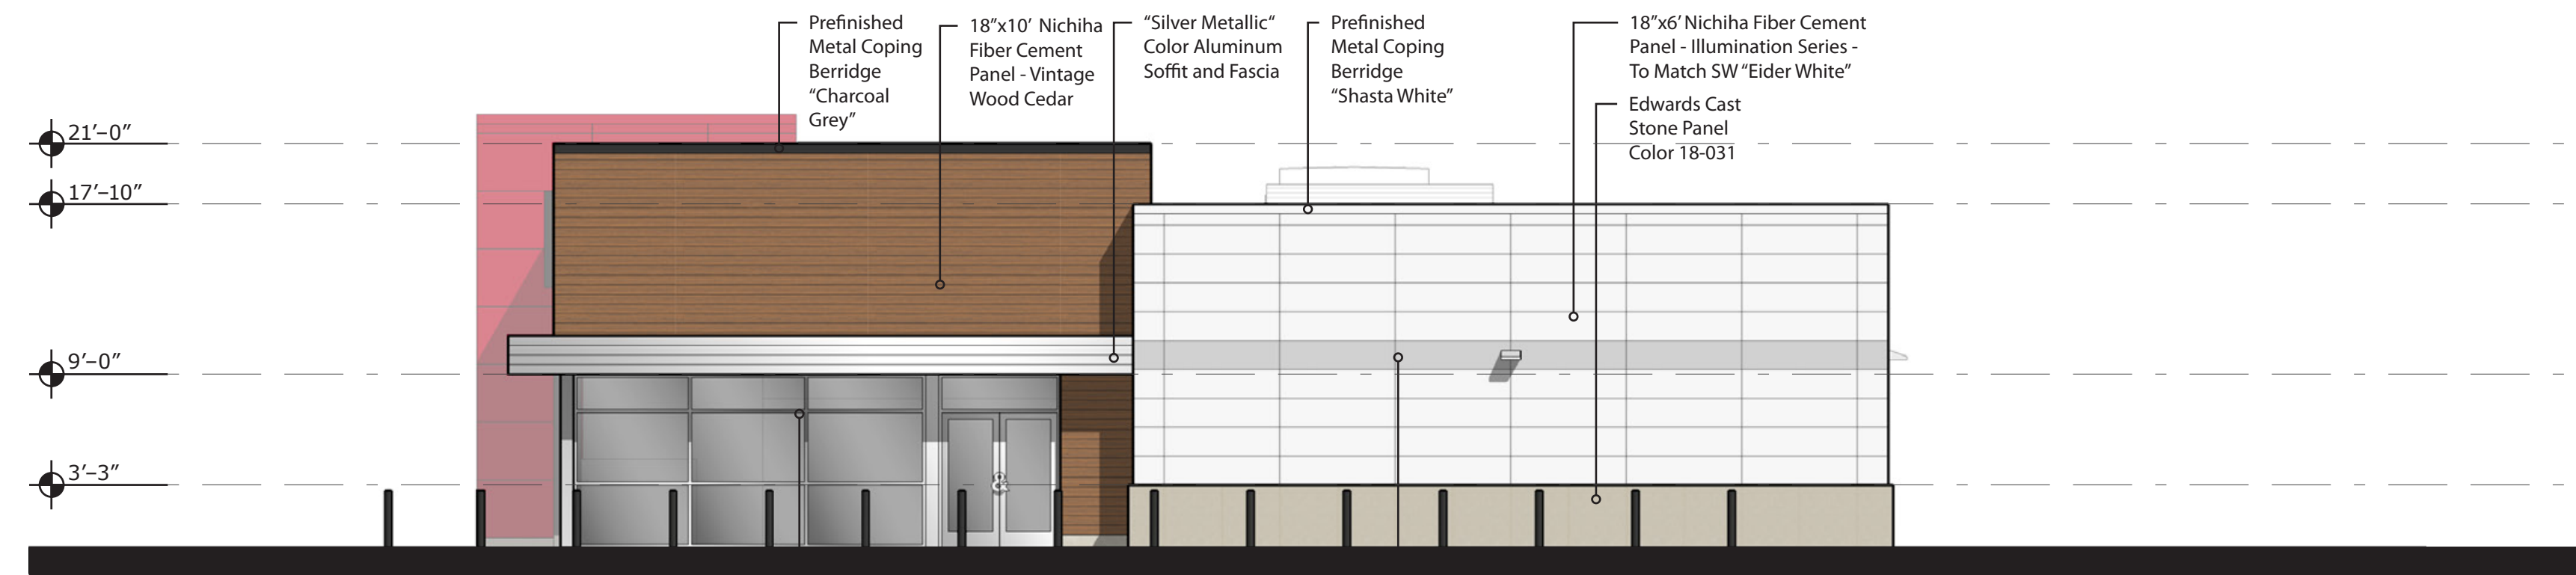 Prefinished
Metal Coping
Berridge
“Charcoal
Grey”
18”x10’ Nichiha
Fiber Cement
Panel - Vintage
Wood Cedar
“Silver Metallic“
Color Aluminum
Soffit and Fascia
Prefinished
Metal Coping
Berridge
“Shasta White”
18”x6’ Nichiha Fiber Cement
Panel - Illumination Series -
To Match SW “Eider White”
Edwards Cast
Stone Panel
Color 18-031
21’–0”
17’–10”
9’–0”
3’–3”